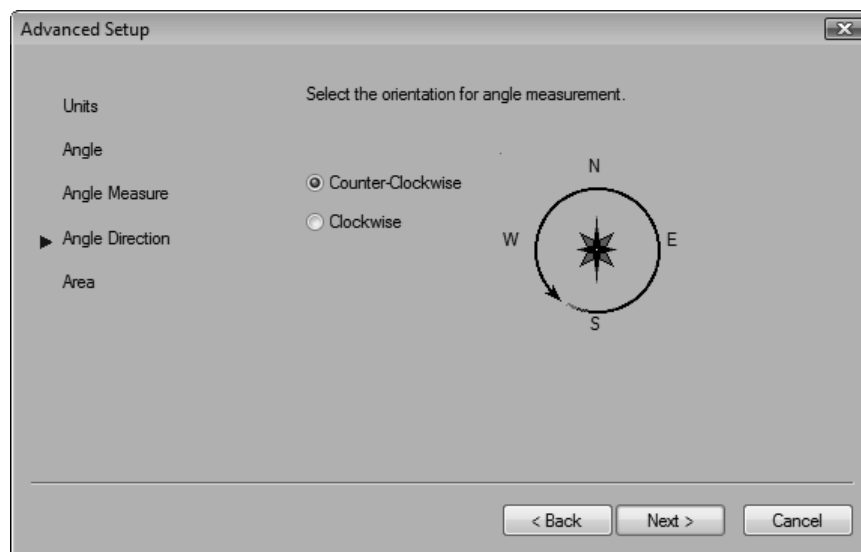 Advanced Setup
Units
Angle
Angle Measure
Angle Direction
Area
Select the orientation for angle measurement.
Counter-Clockwise
Clockwise
N
W
E
S
< Back
Next >
Cancel